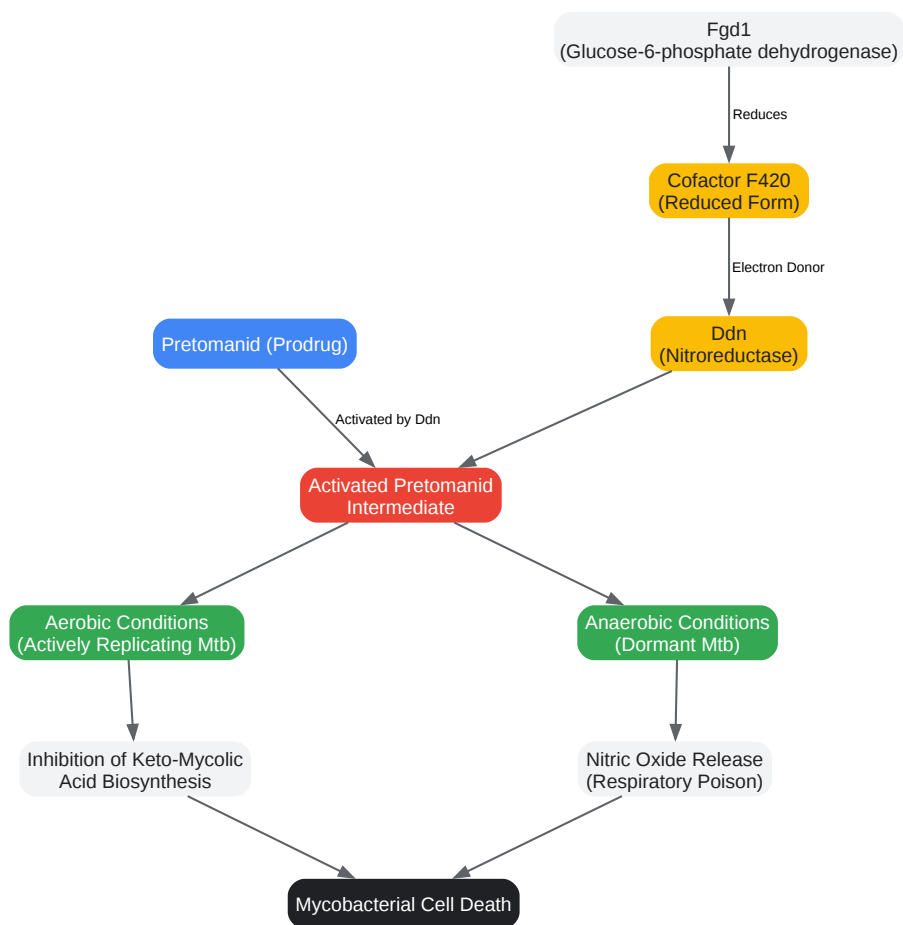 Fgd1
(Glucose-6-phosphate dehydrogenase)
Reduces
Cofactor F420
(Reduced Form)
Electron Donor
Ddn
(Nitroreductase)
Pretomanid (Prodrug)
Activated by Ddn
Activated Pretomanid
Intermediate
Aerobic Conditions
(Actively Replicating Mtb)
Anaerobic Conditions
(Dormant Mtb)
Inhibition of Keto-Mycolic
Acid Biosynthesis
Nitric Oxide Release
(Respiratory Poison)
Mycobacterial Cell Death